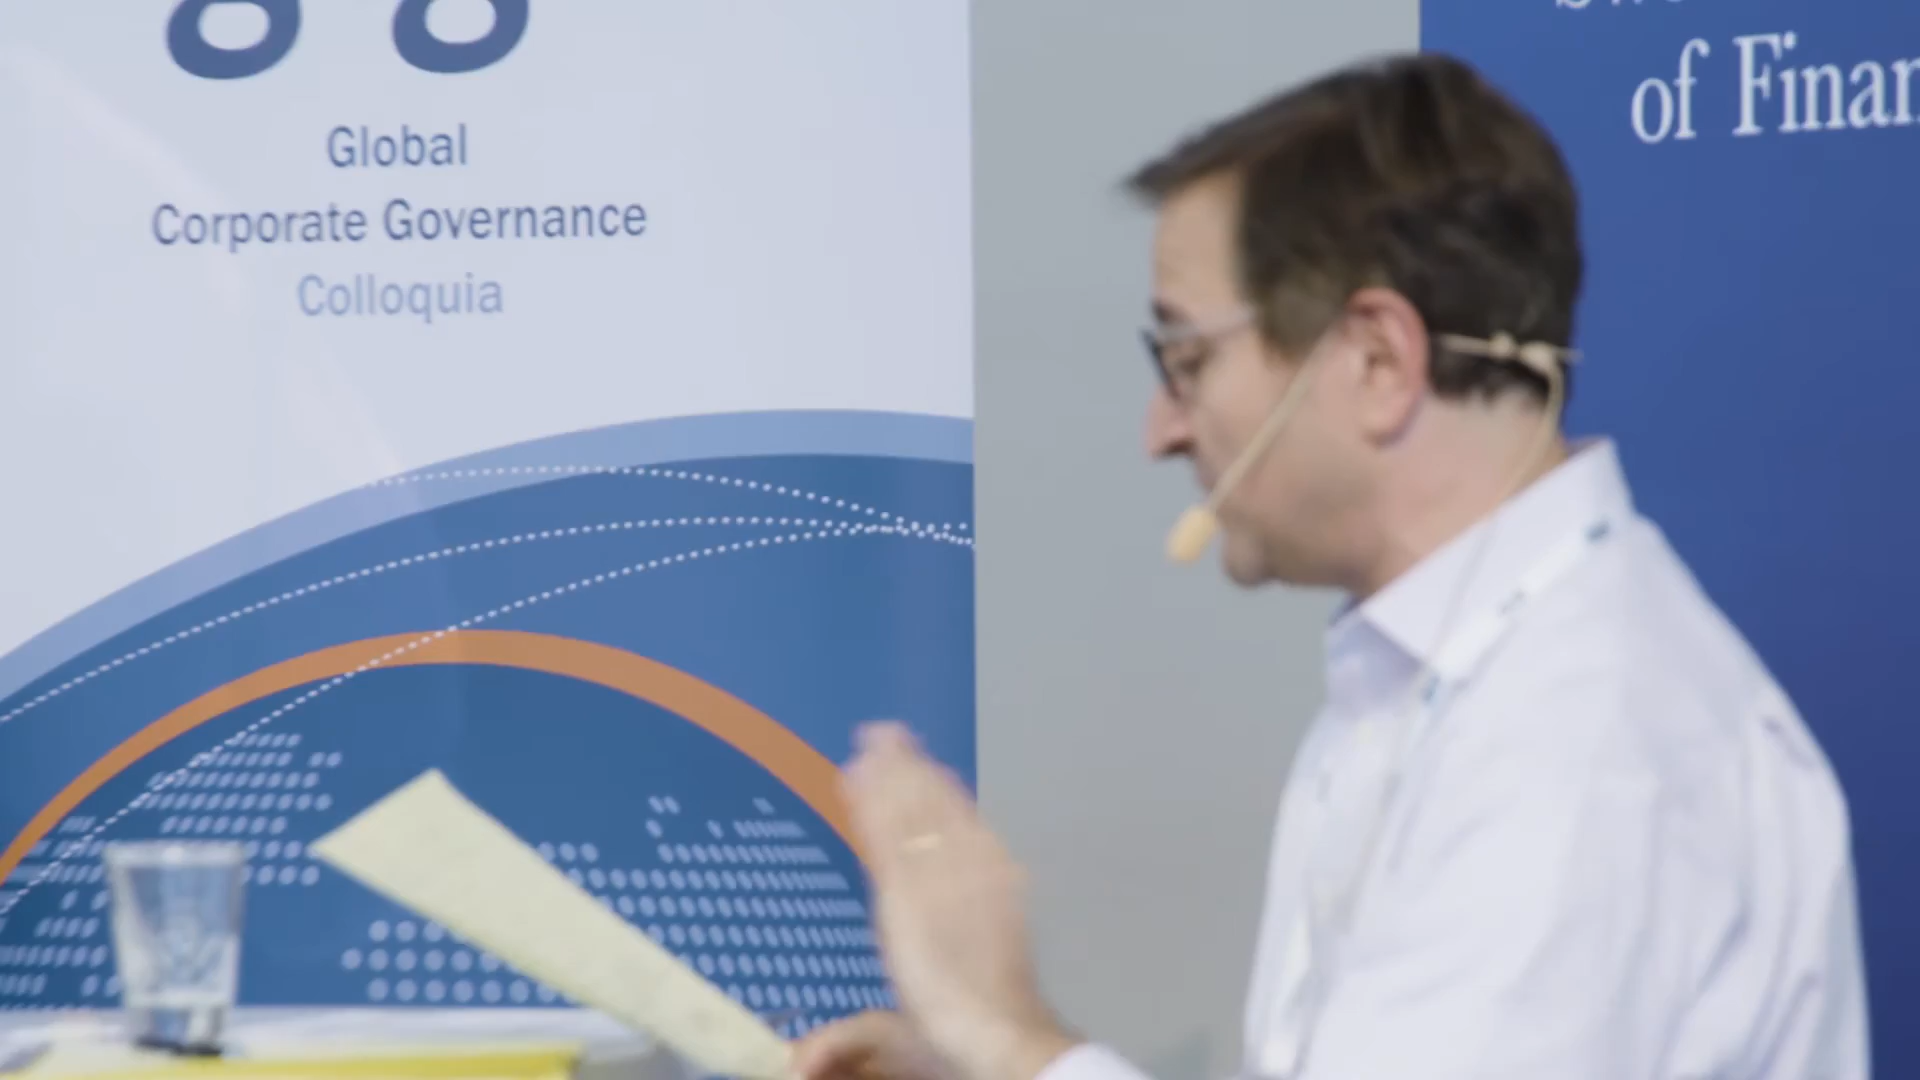 Global
Corporate Governance
Colloquia
of Finan